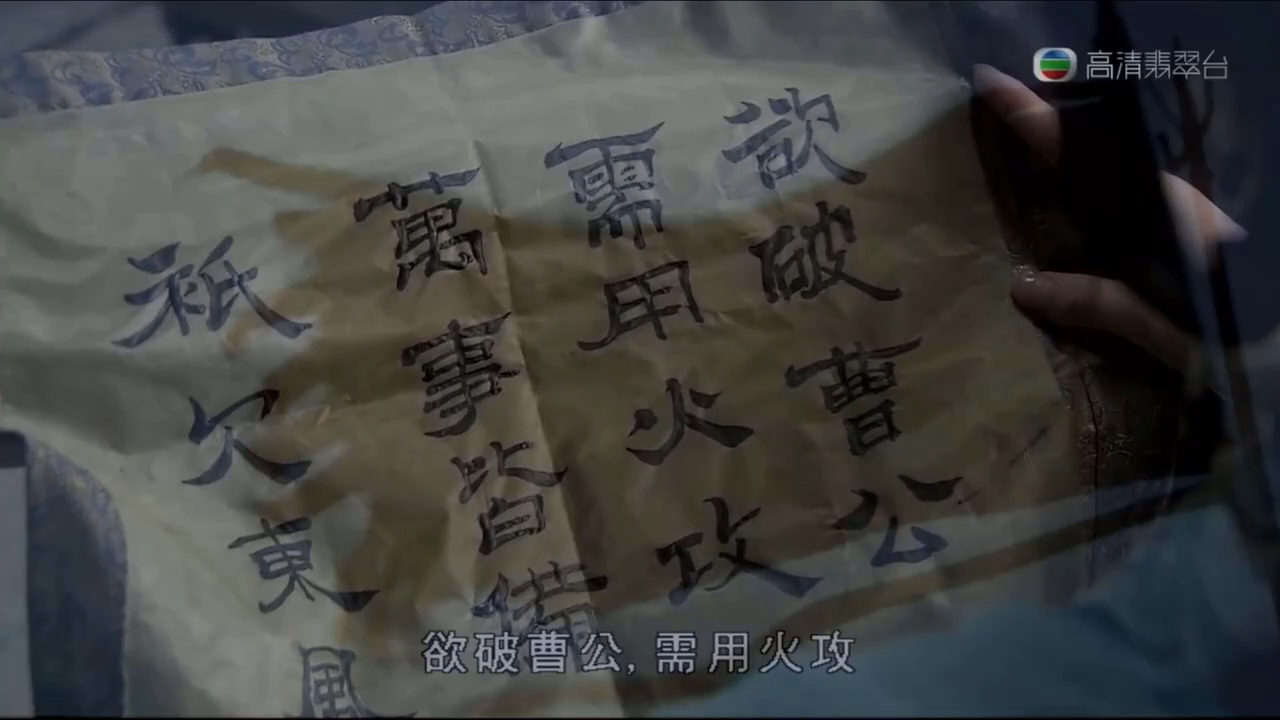 高清翡翠台
欲破曹公
需用火攻
萬事皆備
祇欠東風
欲破曹公, 需用火攻